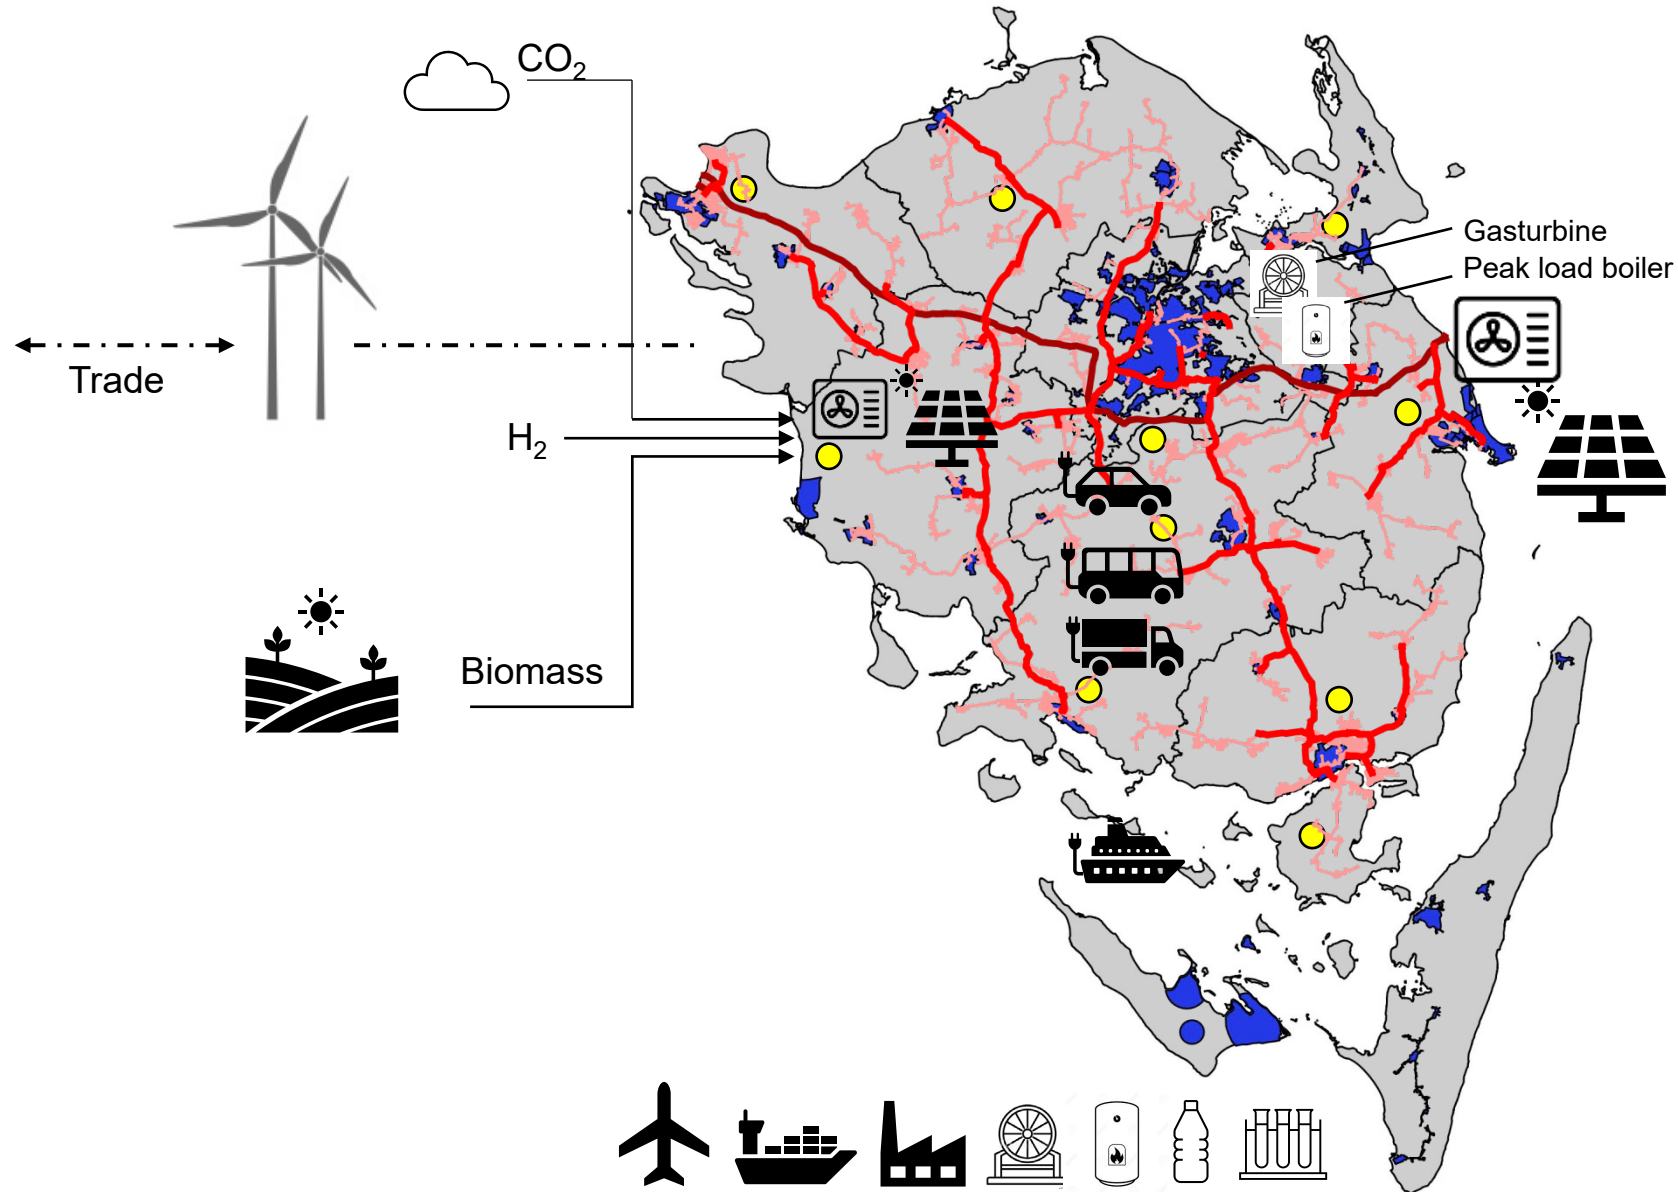 CO₂
Gasturbine
Peak load boiler
Trade
H₂
Biomass